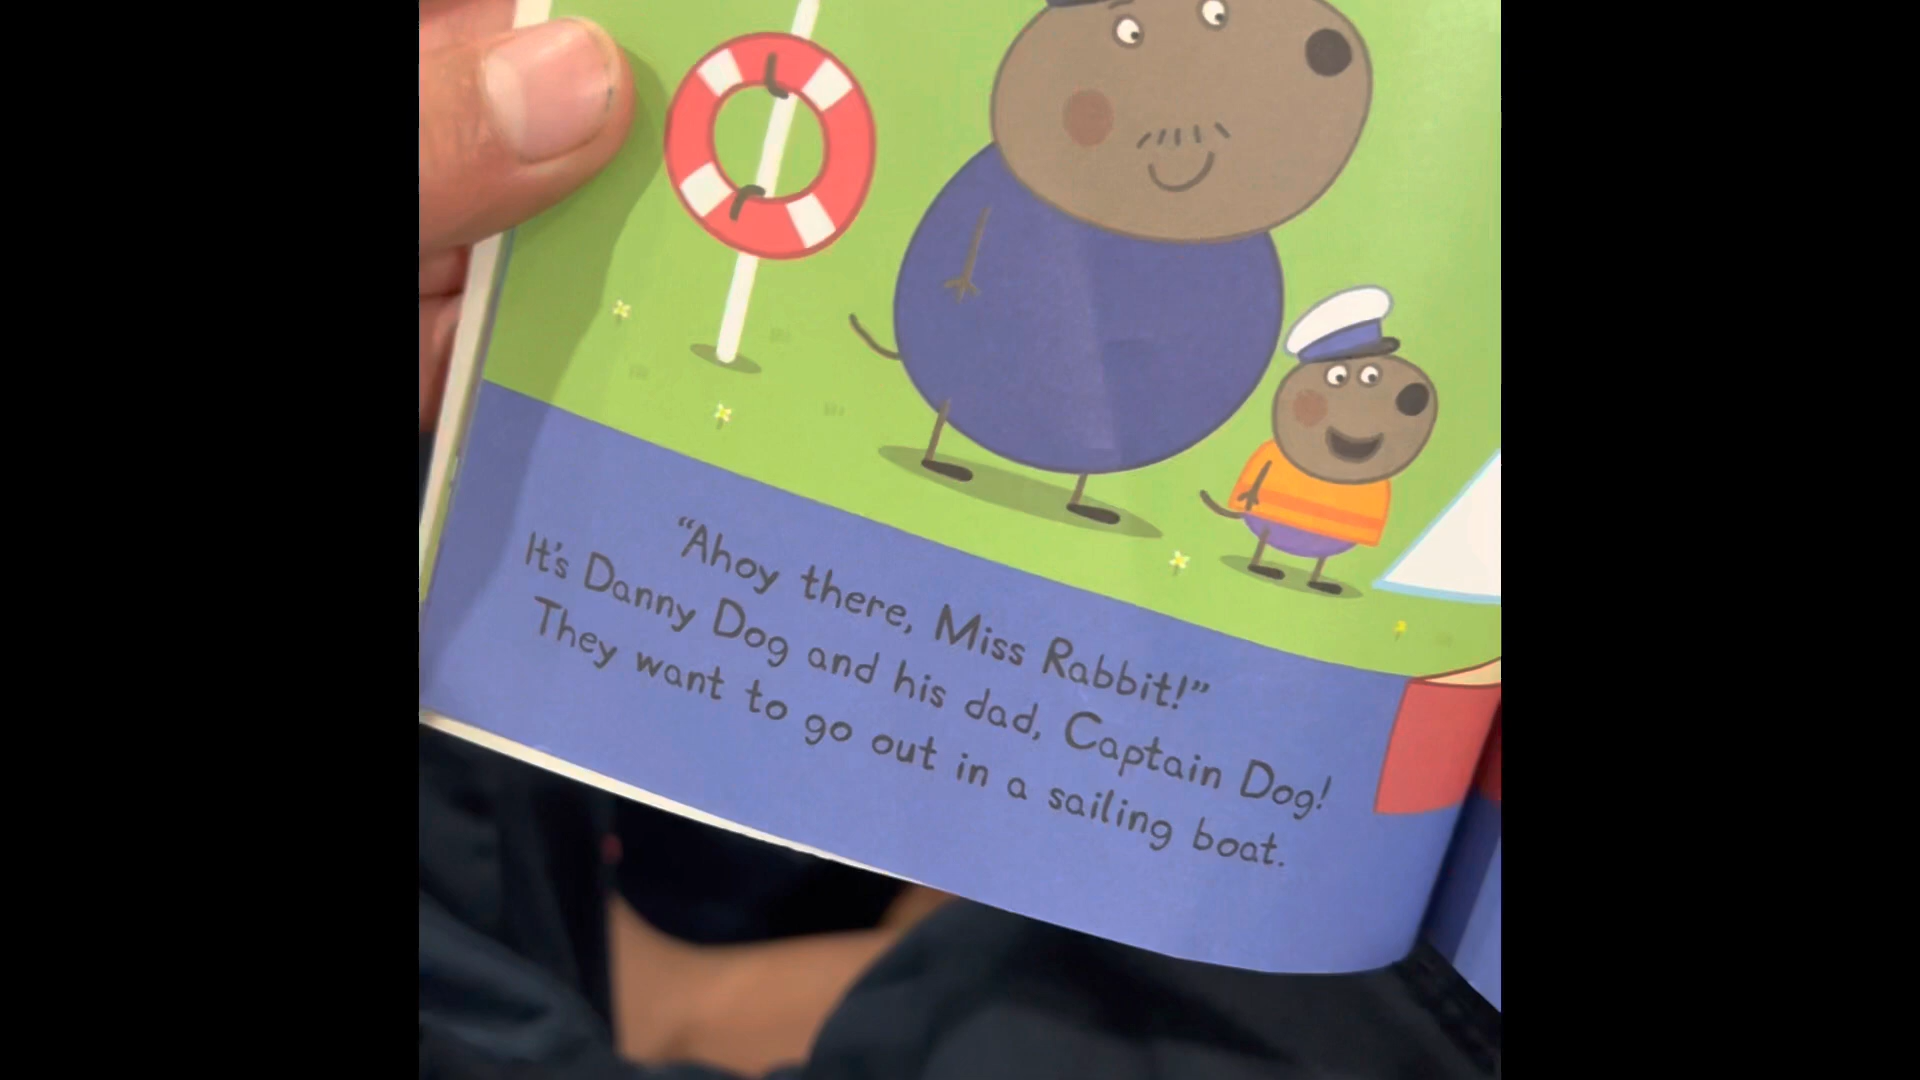 “Ahoy there, Miss Rabbit!”
It's Danny Dog and his dad, Captain Dog!
They want to go out in a sailing boat.